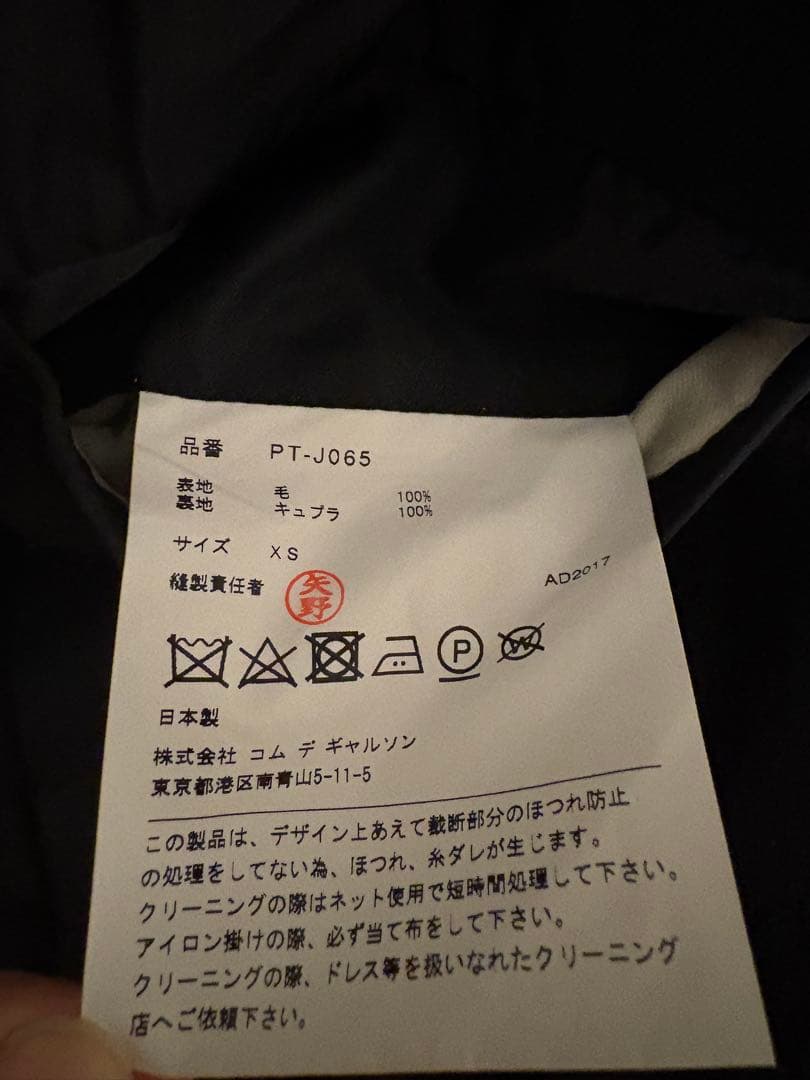 品番 PT-J065
表地 毛 100%
裏地 キュプラ 100%
サイズ XS
縫製責任者 矢野 AD2017
P W
日本製
株式会社 コム デ ギャルソン
東京都港区南青山5-11-5
この製品は、デザイン上あえて裁断部分のほつれ防止
の処理をしてない為、ほつれ、糸ダレが生じます。
クリーニングの際はネット使用で短時間処理して下さい。
アイロン掛けの際、必ず当て布をして下さい。
クリーニングの際、ドレス等を扱いなれたクリーニング
店へご依頼下さい。